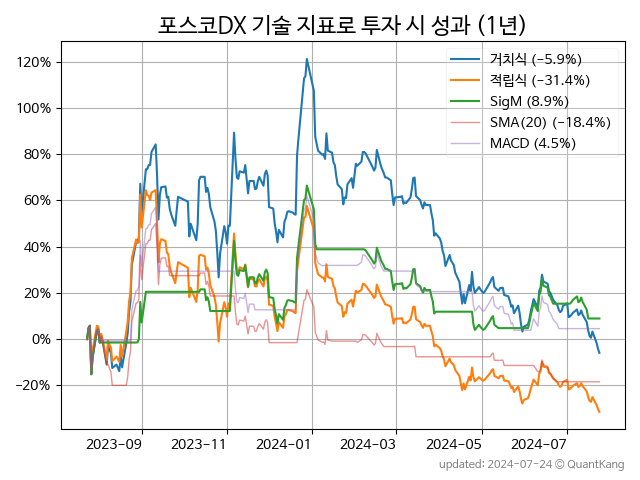 포스코DX 기술 지표로 투자 시 성과 (1년)
120%
100%
80%
60%
40%
20%
0%
−20%
거치식 (−5.9%)
적립식 (−31.4%)
SigM (8.9%)
SMA(20) (−18.4%)
MACD (4.5%)
2023-09
2023-11
2024-01
2024-03
2024-05
2024-07
updated: 2024-07-24 © QuantKang